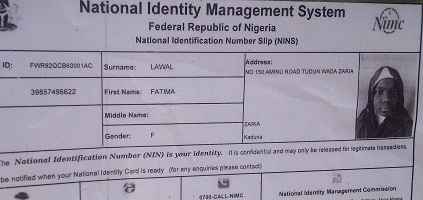 National Identity Management System
Federal Republic of Nigeria
National Identification Number Slip (NINS)
Nimc
ID: FWR82QCB60001AC Surname: LAWAL Address:
NO 150 AMINU ROAD TUDUN WADA ZARIA
39857496622 First Name: FATIMA
Middle Name:
ZARIA
Gender: F Kaduna
The National Identification Number (NIN) is your identity. It is confidential and may only be released for legitimate transactions.
be notified when your National Identity Card is ready (for any enquiries please contact)
0700-CALL-NIMC National Identity Management Commission